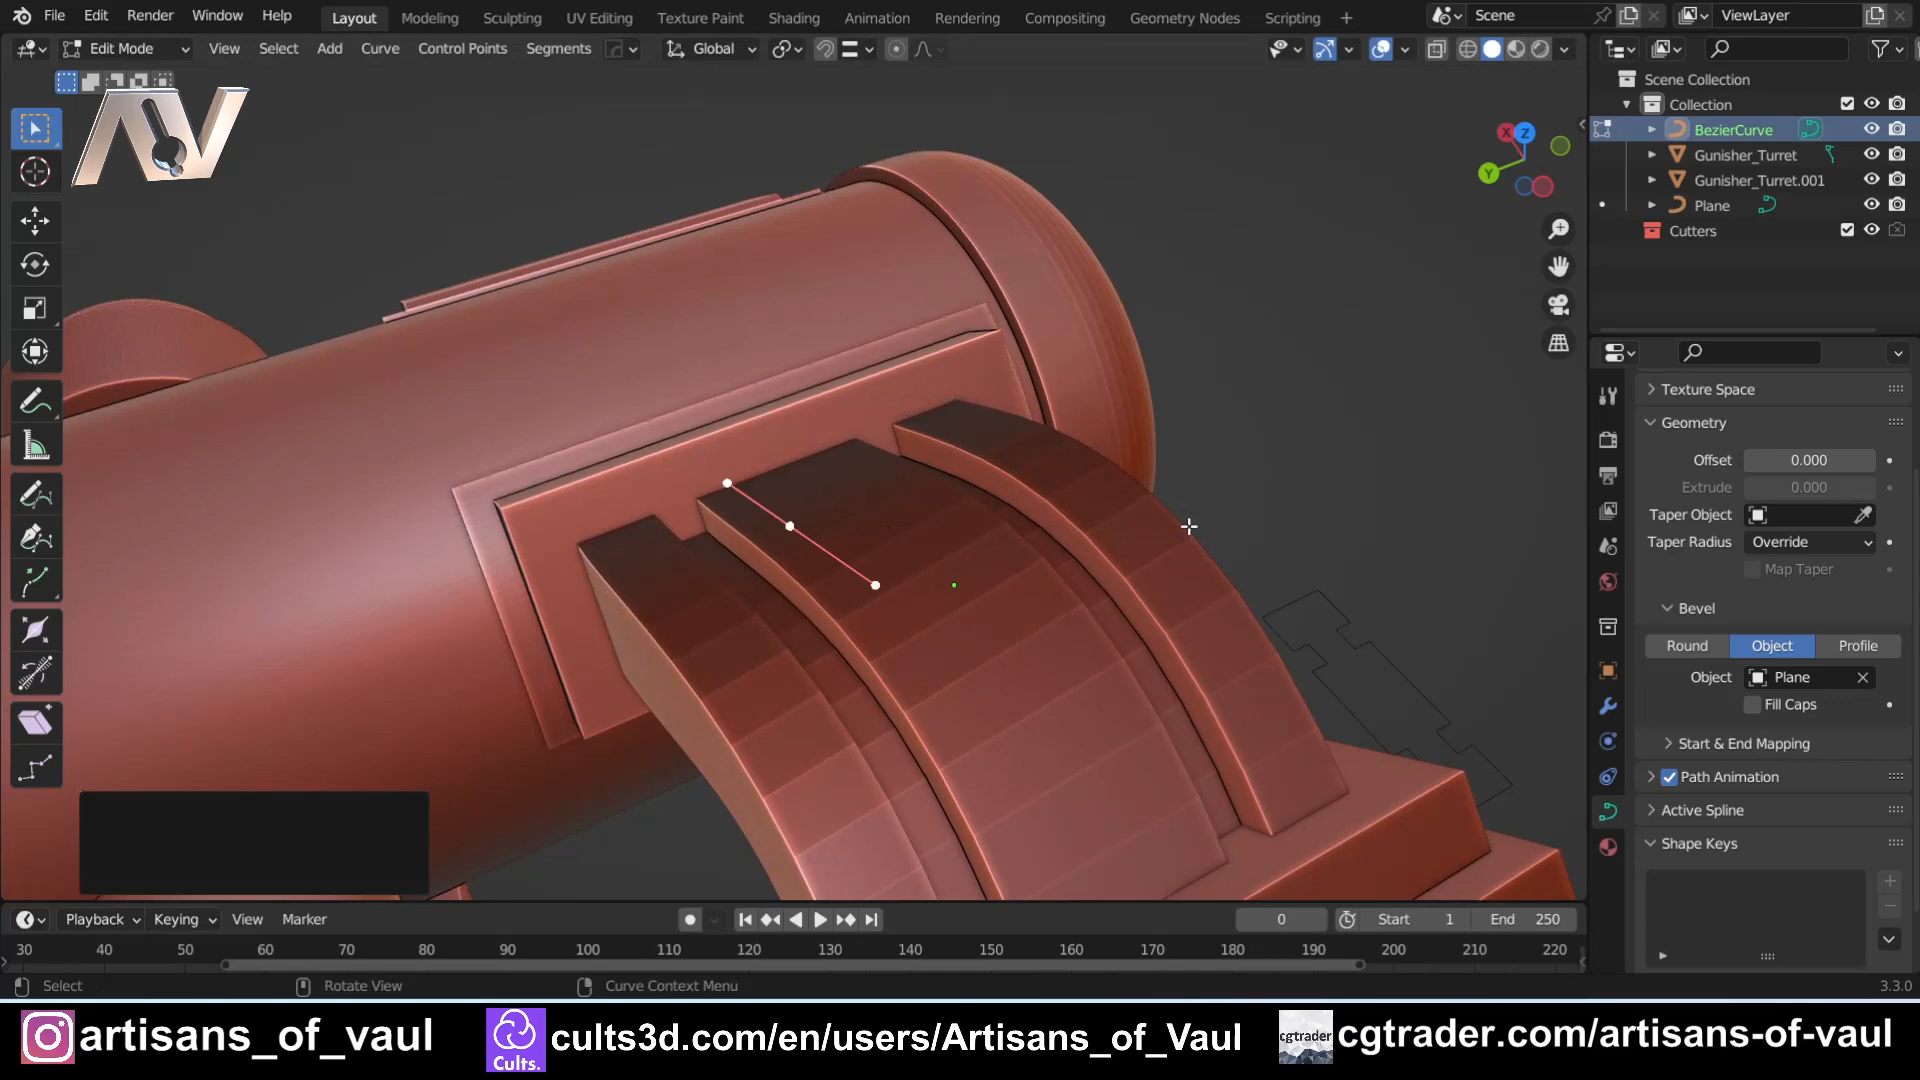 File Edit Render Window Help Layout Modeling Sculpting UV Editing Texture Paint Shading Animation Rendering Compositing Geometry Nodes Scripting + Scene ViewLayer
Edit Mode View Select Add Curve Control Points Segments Global
AV
X Z
Y
Scene Collection
Collection
BezierCurve
Gunisher_Turret
Gunisher_Turret.001
Plane
Cutters
Texture Space
Geometry
Offset 0.000
Extrude 0.000
Taper Object
Taper Radius Override
Map Taper
Bevel
Round Object Profile
Object Plane
Fill Caps
Start & End Mapping
Path Animation
Active Spline
Shape Keys
Playback Keying View Marker 0 Start 1 End 250
30 40 50 60 70 80 90 100 110 120 130 140 150 160 170 180 190 200 210 220
Select Rotate View Curve Context Menu 3.3.0
artisans_of_vaul Cults. cults3d.com/en/users/Artisans_of_Vaul cgtrader cgtrader.com/artisans-of-vaul